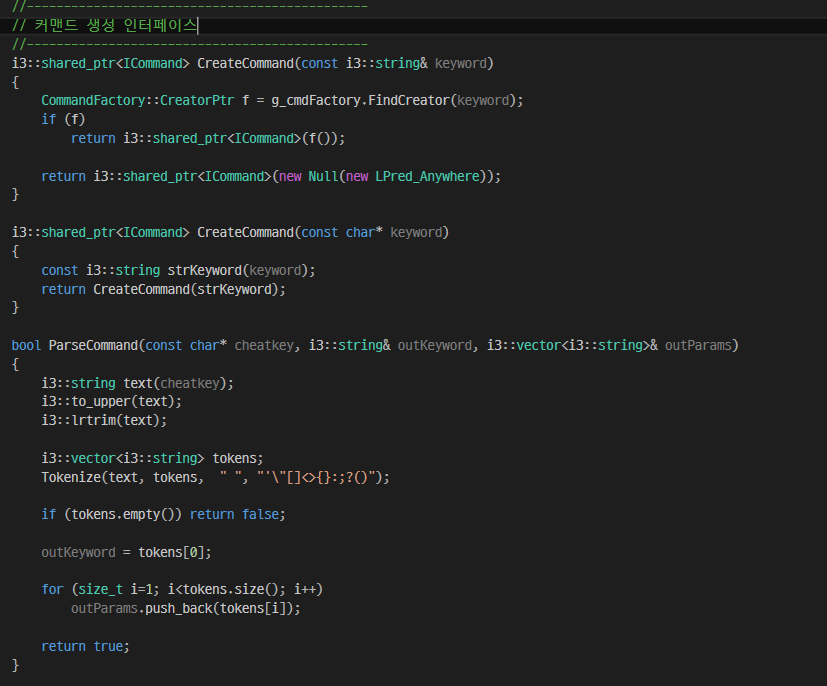 //----------------------------------------------
// 커맨드 생성 인터페이스
//----------------------------------------------
i3::shared_ptr<ICommand> CreateCommand(const i3::string& keyword)
{
    CommandFactory::CreatorPtr f = g_cmdFactory.FindCreator(keyword);
    if (f)
        return i3::shared_ptr<ICommand>(f());

    return i3::shared_ptr<ICommand>(new Null(new LPred_Anywhere));
}

i3::shared_ptr<ICommand> CreateCommand(const char* keyword)
{
    const i3::string strKeyword(keyword);
    return CreateCommand(strKeyword);
}

bool ParseCommand(const char* cheatkey, i3::string& outKeyword, i3::vector<i3::string>& outParams)
{
    i3::string text(cheatkey);
    i3::to_upper(text);
    i3::lrtrim(text);

    i3::vector<i3::string> tokens;
    Tokenize(text, tokens,  " ", "'\"[]<>{}:;?()");

    if (tokens.empty()) return false;

    outKeyword = tokens[0];

    for (size_t i=1; i<tokens.size(); i++)
        outParams.push_back(tokens[i]);

    return true;
}